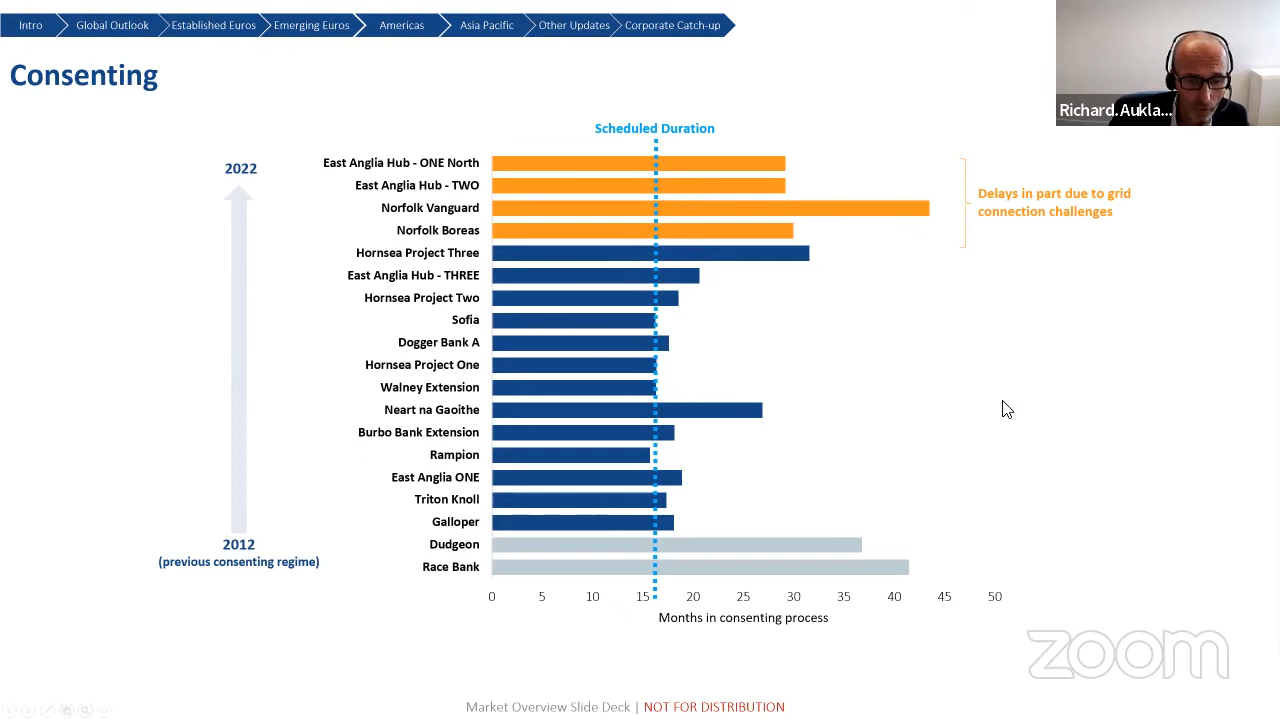 Intro
Global Outlook
Established Euros
Emerging Euros
Americas
Asia Pacific
Other Updates
Corporate Catch-up
Richard.Aukla...
Consenting
Scheduled Duration
2022
2012
(previous consenting regime)
East Anglia Hub - ONE North
East Anglia Hub - TWO
Norfolk Vanguard
Norfolk Boreas
Hornsea Project Three
East Anglia Hub - THREE
Hornsea Project Two
Sofia
Dogger Bank A
Hornsea Project One
Walney Extension
Neart na Gaoithe
Burbo Bank Extension
Rampion
East Anglia ONE
Triton Knoll
Galloper
Dudgeon
Race Bank
Delays in part due to grid
connection challenges
0 5 10 15 20 25 30 35 40 45 50
Months in consenting process
zoom
Market Overview Slide Deck | NOT FOR DISTRIBUTION